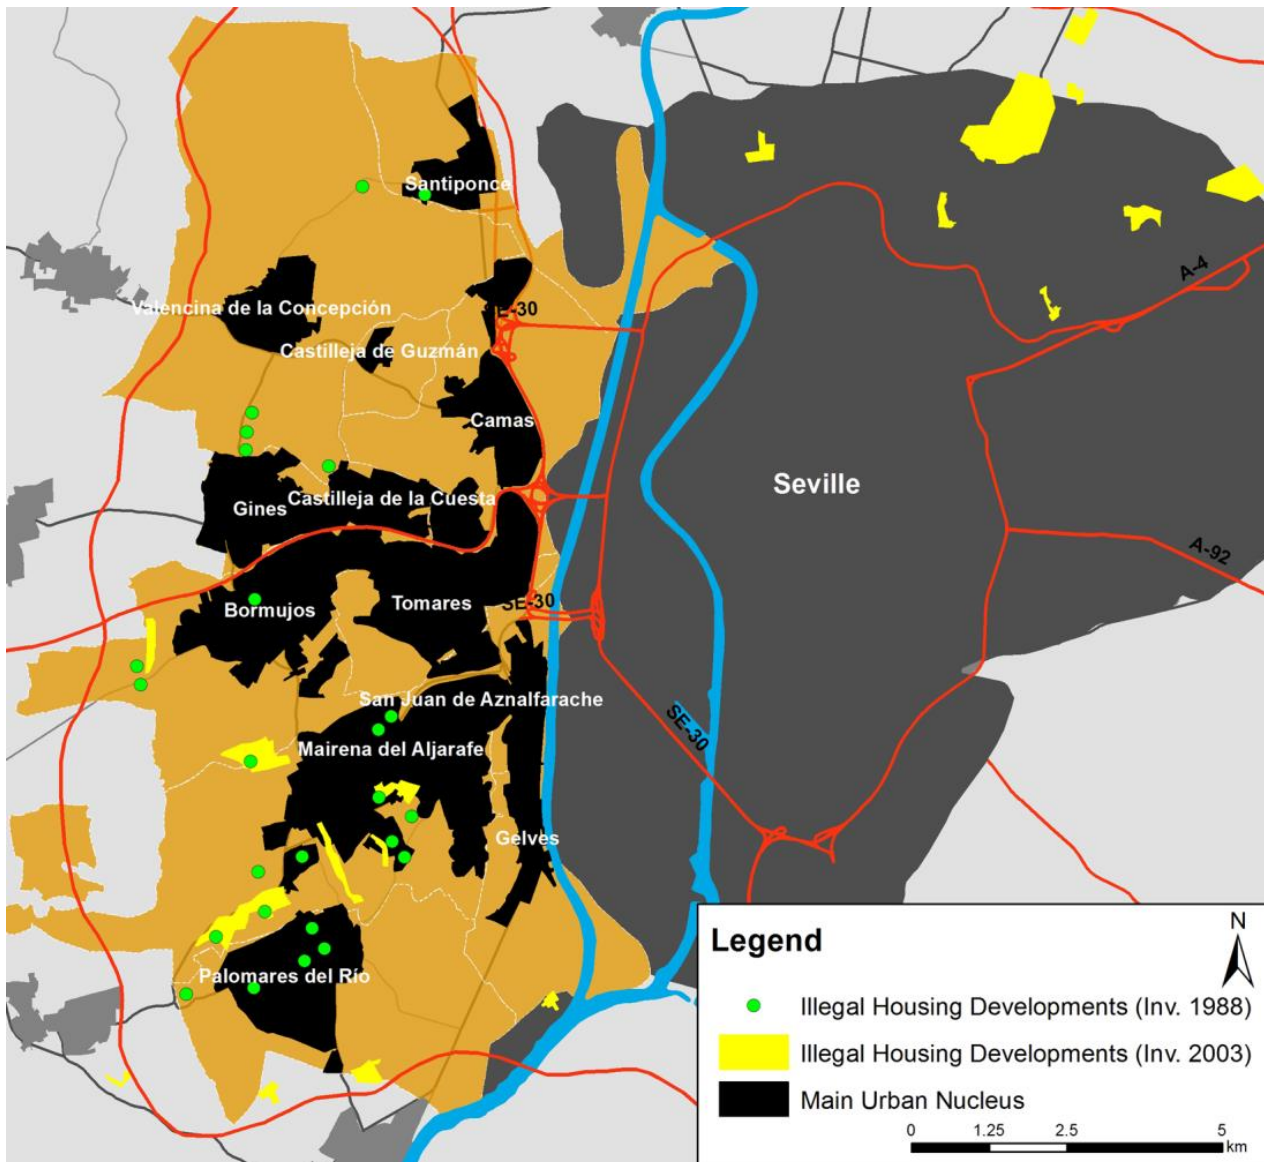 Santiponce
Valencina de la Concepción
SE-30
Castilleja de Guzmán
A-4
Camas
Seville
Castilleja de la Cuesta
Gines
A-92
Bormujos
Tomares
SE-30
San Juan de Aznalfarache
SE-30
Mairena del Aljarafe
Gelves
Palomares del Río
Legend
N
Illegal Housing Developments (Inv. 1988)
Illegal Housing Developments (Inv. 2003)
Main Urban Nucleus
0 1.25 2.5 5
km